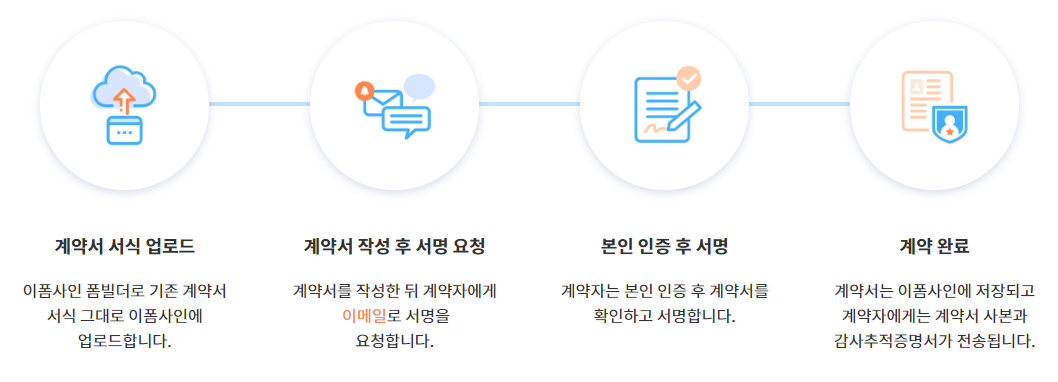 계약서 서식 업로드
이폼사인 폼빌더로 기존 계약서
서식 그대로 이폼사인에
업로드합니다.
계약서 작성 후 서명 요청
계약서를 작성한 뒤 계약자에게
이메일로 서명을
요청합니다.
본인 인증 후 서명
계약자는 본인 인증 후 계약서를
확인하고 서명합니다.
계약 완료
계약서는 이폼사인에 저장되고
계약자에게는 계약서 사본과
감사추적증명서가 전송됩니다.